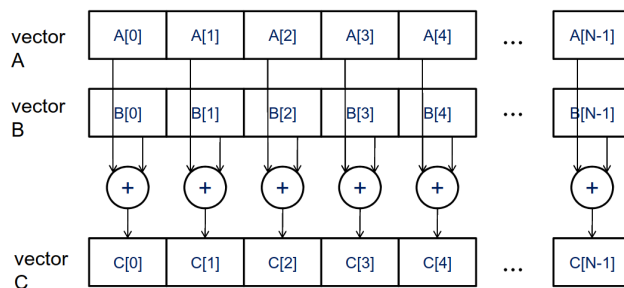 vector A
A[0] A[1] A[2] A[3] A[4] ... A[N-1]
vector B
B[0] B[1] B[2] B[3] B[4] ... B[N-1]
+ + + + + +
vector C
C[0] C[1] C[2] C[3] C[4] ... C[N-1]